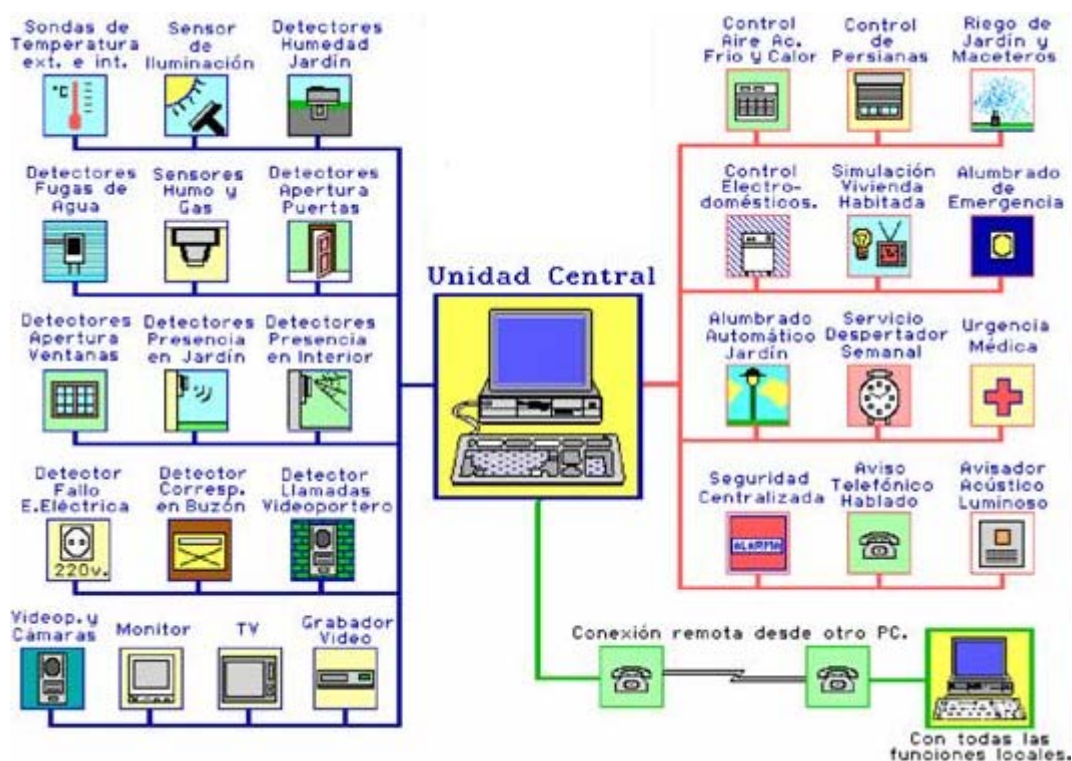 Sondas de
Temperatura
ext. e int.
Sensor
de
Iluminación
Detectores
Humedad
Jardín
Detectores
Fugas de
Agua
Sensores
Humo y
Gas
Detectores
Apertura
Puertas
Detectores
Apertura
Ventanas
Detectores
Presencia
en Jardín
Detectores
Presencia
en Interior
Detector
Fallo
E.Eléctrica
Detector
Corresp.
en Buzón
Detector
Llamadas
Videoportero
Videop. y
Cámaras
Monitor
TV
Grabador
Video
°C
220v.
Unidad Central
Control
Aire Ac.
Frio y Calor
Control
de
Persianas
Riego de
Jardín y
Maceteros
Control
Electro-
domésticos.
Simulación
Vivienda
Habitada
Alumbrado
de
Emergencia
Alumbrado
Automático
Jardín
Servicio
Despertador
Semanal
Urgencia
Médica
Seguridad
Centralizada
ALARMA
Aviso
Telefónico
Hablado
Avisador
Acústico
Luminoso
Conexión remota desde otro PC.
Con todas las
funciones locales.